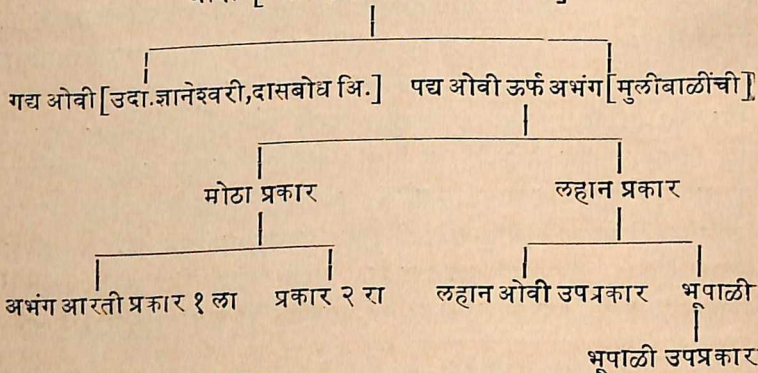 गद्य ओवी [उदा.ज्ञानेश्वरी,दासबोध अि.] पद्य ओवी ऊर्फ अभंग [मुलीबाळींची]
मोठा प्रकार लहान प्रकार
अभंग आरती प्रकार १ ला प्रकार २ रा लहान ओवी उपप्रकार भूपाळी
भूपाळी उपप्रकार